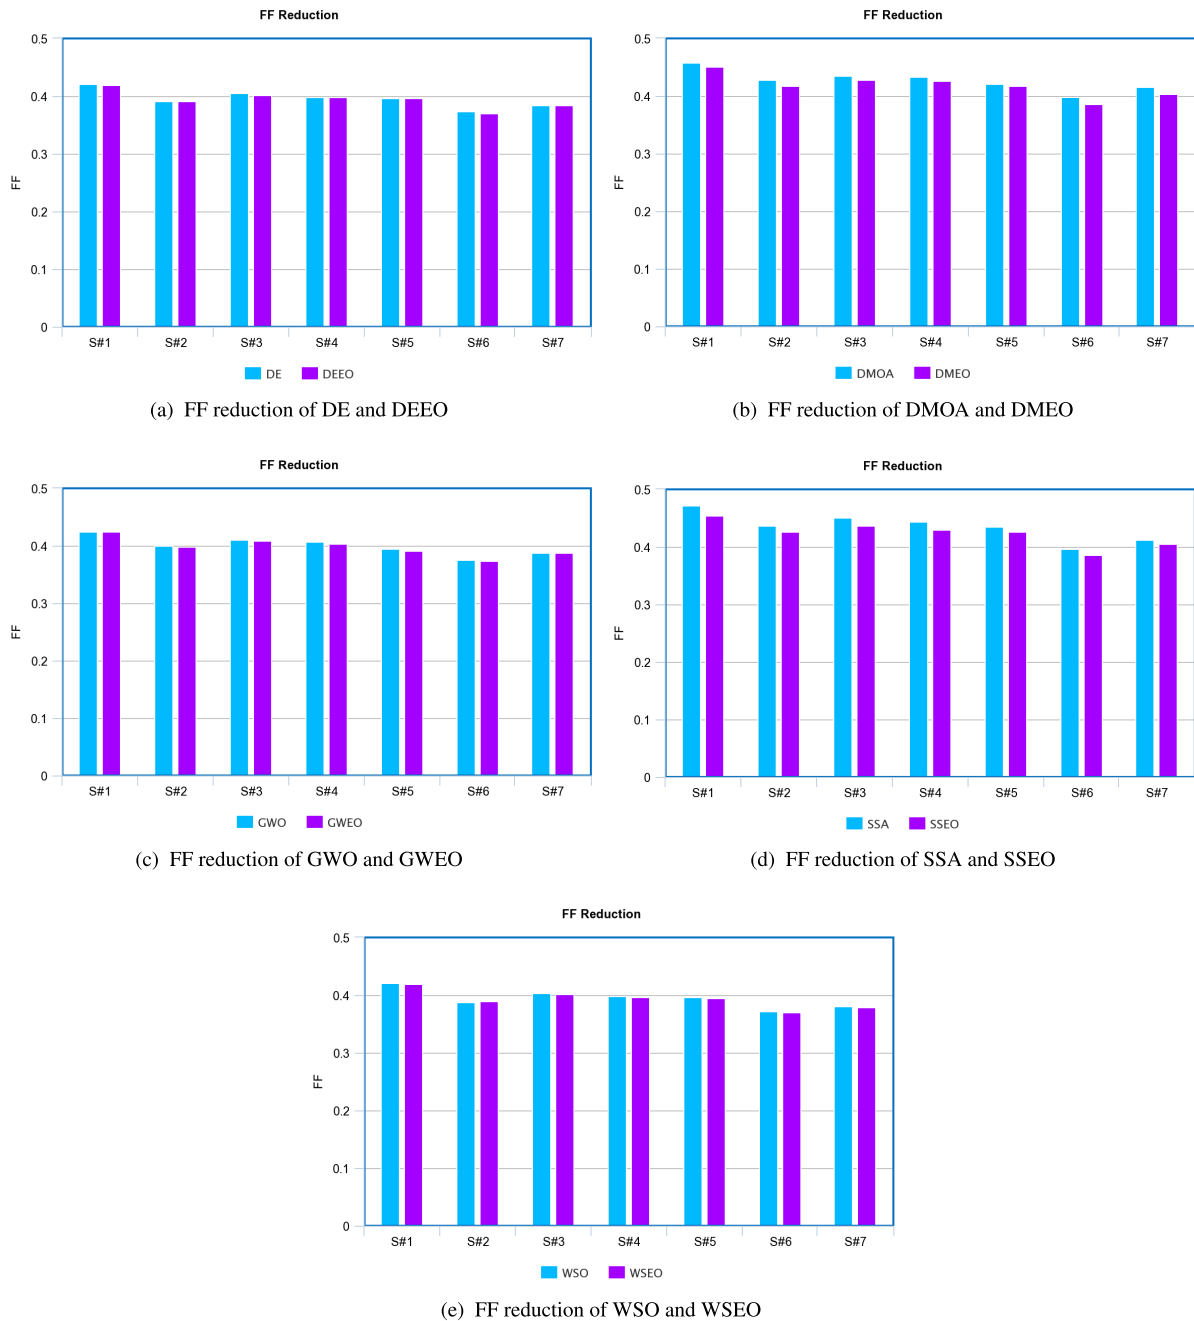 FF Reduction
0.5
0.4
0.3
0.2
0.1
0
FF
S#1 S#2 S#3 S#4 S#5 S#6 S#7
DE DEEO
(a) FF reduction of DE and DEEO
FF Reduction
0.5
0.4
0.3
0.2
0.1
0
FF
S#1 S#2 S#3 S#4 S#5 S#6 S#7
DMOA DMEO
(b) FF reduction of DMOA and DMEO
FF Reduction
0.5
0.4
0.3
0.2
0.1
0
FF
S#1 S#2 S#3 S#4 S#5 S#6 S#7
GWO GWEO
(c) FF reduction of GWO and GWEO
FF Reduction
0.5
0.4
0.3
0.2
0.1
0
FF
S#1 S#2 S#3 S#4 S#5 S#6 S#7
SSA SSEO
(d) FF reduction of SSA and SSEO
FF Reduction
0.5
0.4
0.3
0.2
0.1
0
FF
S#1 S#2 S#3 S#4 S#5 S#6 S#7
WSO WSEO
(e) FF reduction of WSO and WSEO